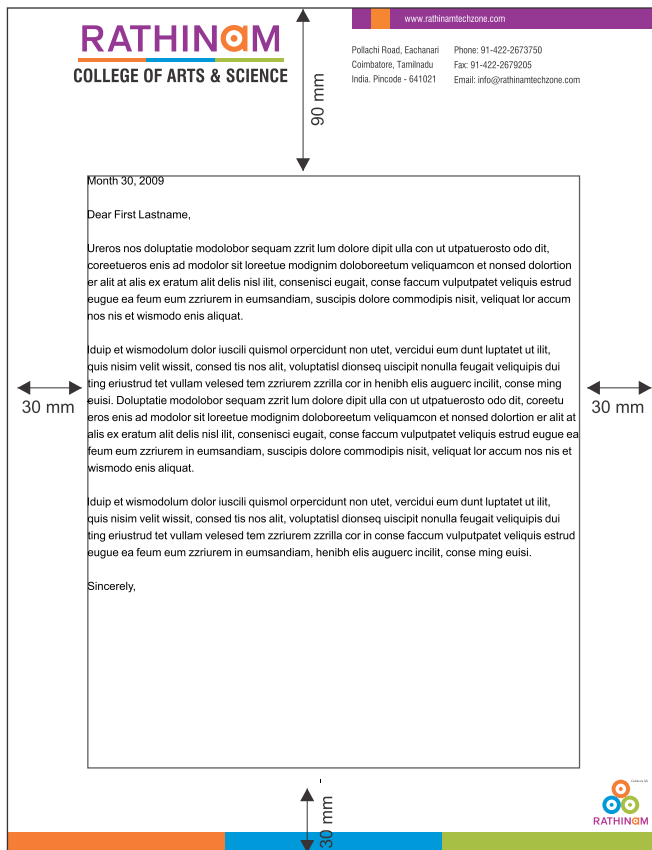 RATHINAM
COLLEGE OF ARTS & SCIENCE
www.rathinamtechzone.com
Pollachi Road, Eachanari
Coimbatore, Tamilnadu
India. Pincode - 641021
Phone: 91-422-2673750
Fax: 91-422-2679205
Email: info@rathinamtechzone.com
90 mm
Month 30, 2009
Dear First Lastname,
Ureros nos doluptatie modolobor sequam zzrit lum dolore dipit ulla con ut utpatuerosto odo dit,
coreetueros enis ad modolor sit loreetue modignim doloboreetum veliquamcon et nonsed dolortion
er alit at alis ex eratum alit delis nisl ilit, consenisci eugait, conse faccum vulputpatet veliquis estrud
eugue ea feum eum zzriurem in eumsandiam, suscipis dolore commodipis nisit, veliquat lor accum
nos nis et wismodo enis aliquat.
Iduip et wismodolum dolor iuscili quismol orpercidunt non utet, vercidui eum dunt luptatet ut ilit,
quis nisim velit wissit, consed tis nos alit, voluptatisl dionseq uiscipit nonulla feugait veliquipis dui
ting eriustrud tet vullam velesed tem zzriurem zzrilla cor in henibh elis auguerc incilit, conse ming
euisi. Doluptatie modolobor sequam zzrit lum dolore dipit ulla con ut utpatuerosto odo dit, coreetu
eros enis ad modolor sit loreetue modignim doloboreetum veliquamcon et nonsed dolortion er alit at
alis ex eratum alit delis nisl ilit, consenisci eugait, conse faccum vulputpatet veliquis estrud eugue ea
feum eum zzriurem in eumsandiam, suscipis dolore commodipis nisit, veliquat lor accum nos nis et
wismodo enis aliquat.
Iduip et wismodolum dolor iuscili quismol orpercidunt non utet, vercidui eum dunt luptatet ut ilit,
quis nisim velit wissit, consed tis nos alit, voluptatisl dionseq uiscipit nonulla feugait veliquipis dui
ting eriustrud tet vullam velesed tem zzriurem zzrilla cor in conse faccum vulputpatet veliquis estrud
eugue ea feum eum zzriurem in eumsandiam, henibh elis auguerc incilit, conse ming euisi.
Sincerely,
30 mm
30 mm
30 mm
RATHINAM